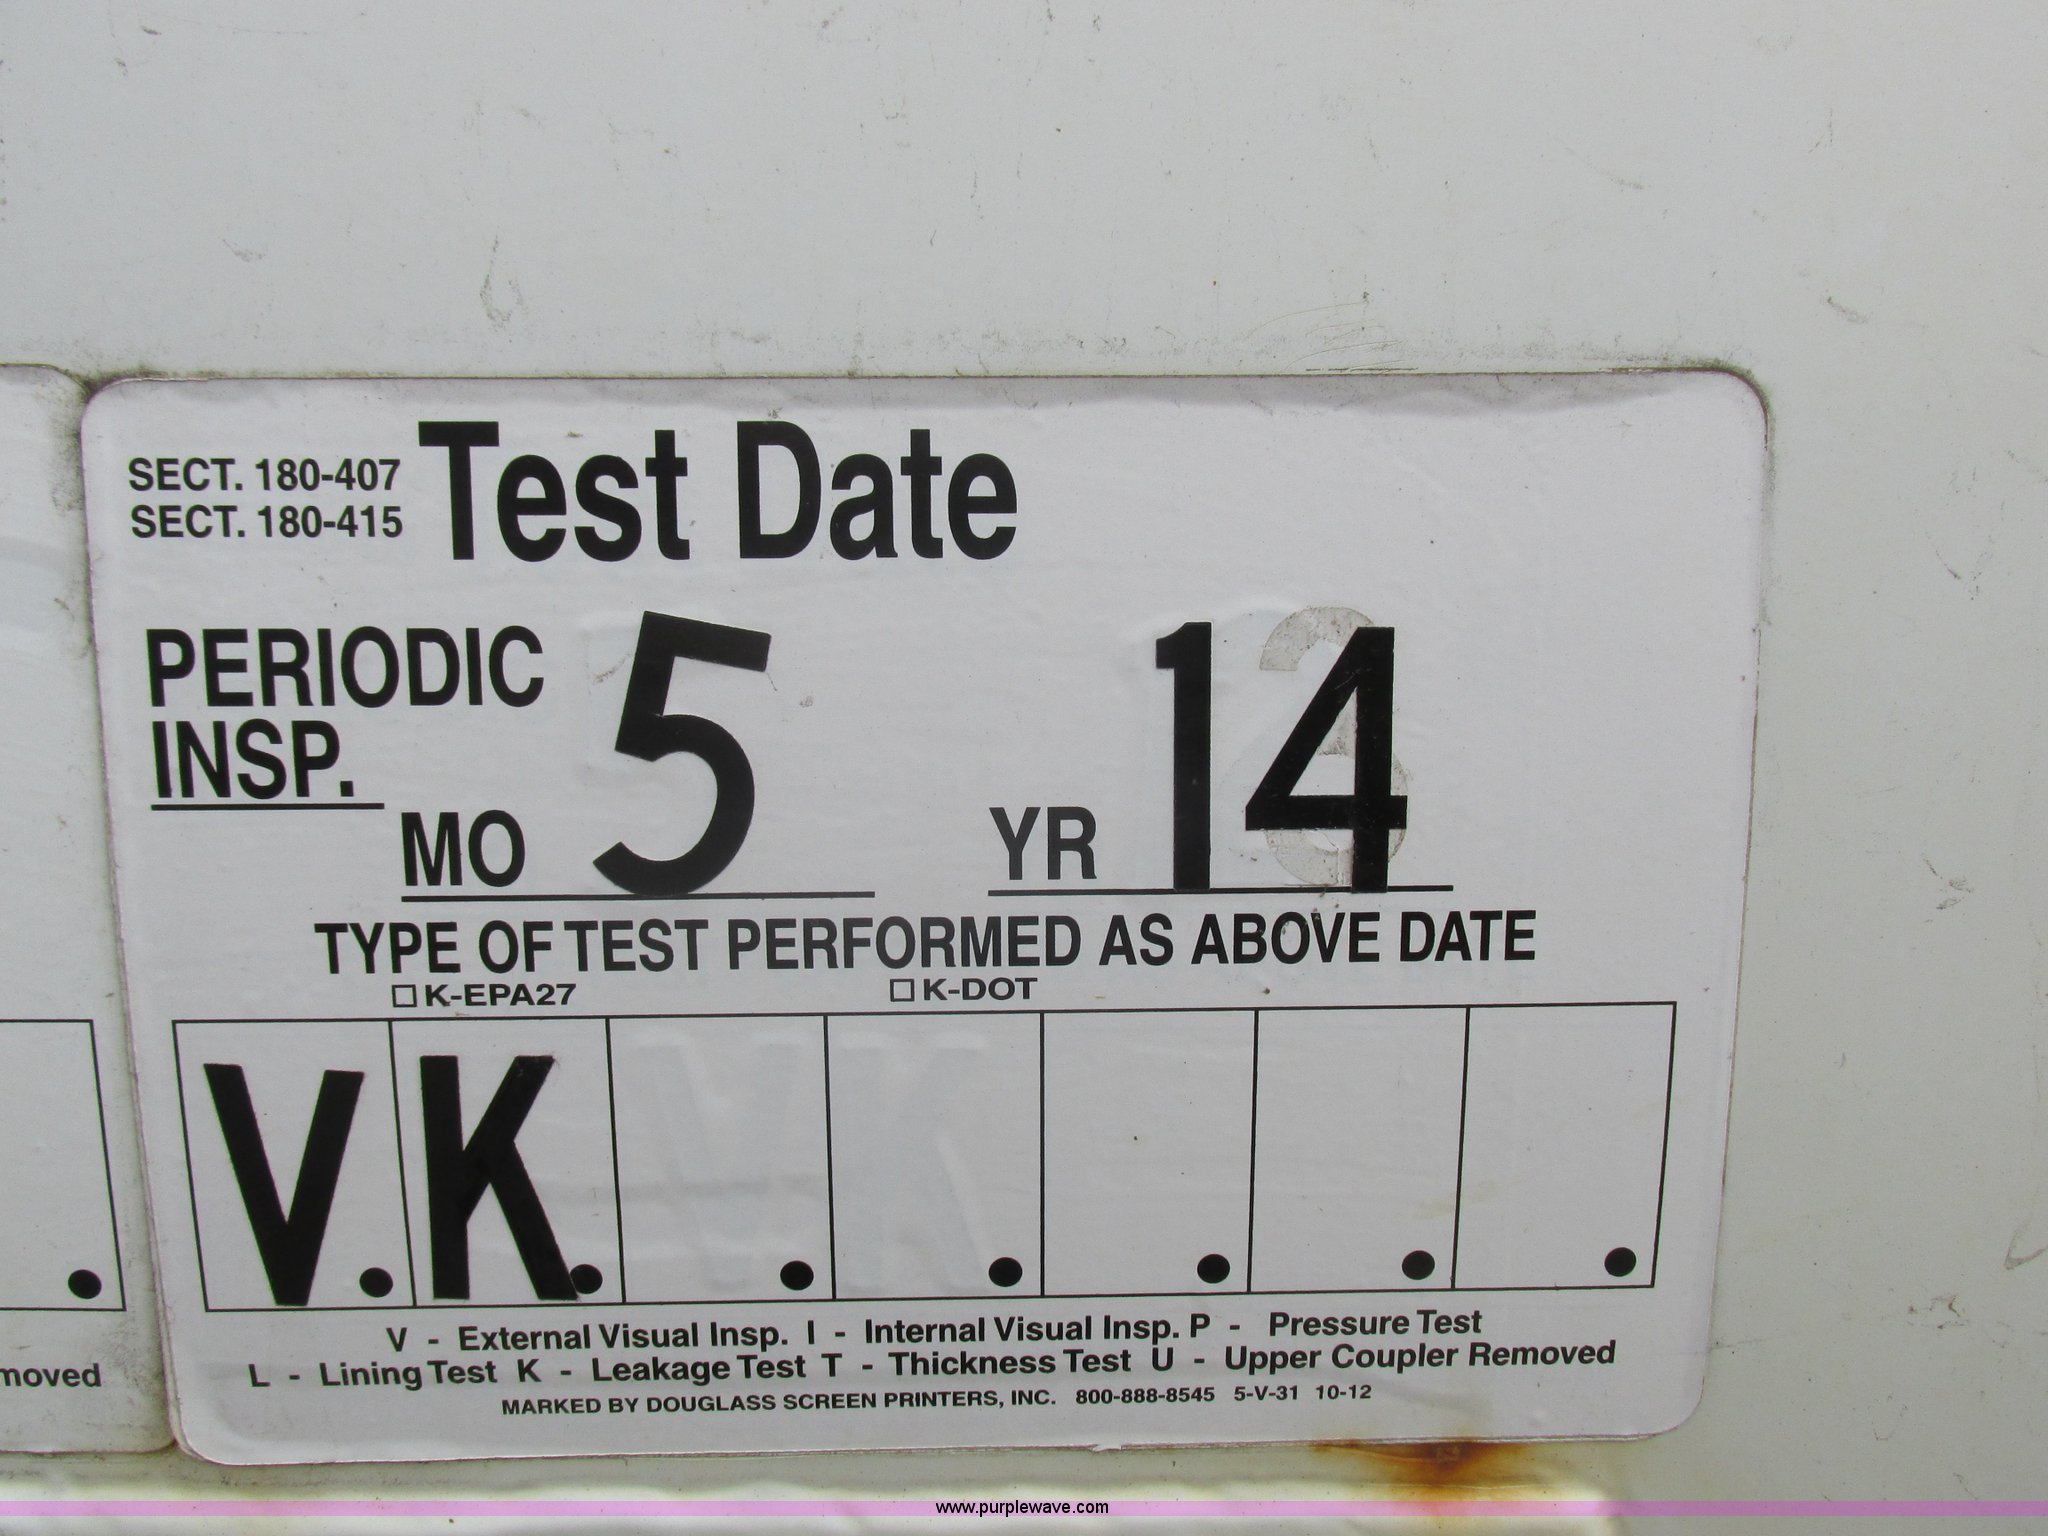 SECT. 180-407
SECT. 180-415
Test Date
PERIODIC
INSP.
MO 5 YR 14
TYPE OF TEST PERFORMED AS ABOVE DATE
☐ K-EPA27 ☐ K-DOT
V. K. . . . . .
V - External Visual Insp. I - Internal Visual Insp. P - Pressure Test
L - Lining Test K - Leakage Test T - Thickness Test U - Upper Coupler Removed
MARKED BY DOUGLASS SCREEN PRINTERS, INC. 800-888-8545 5-V-31 10-12
moved
www.purplewave.com